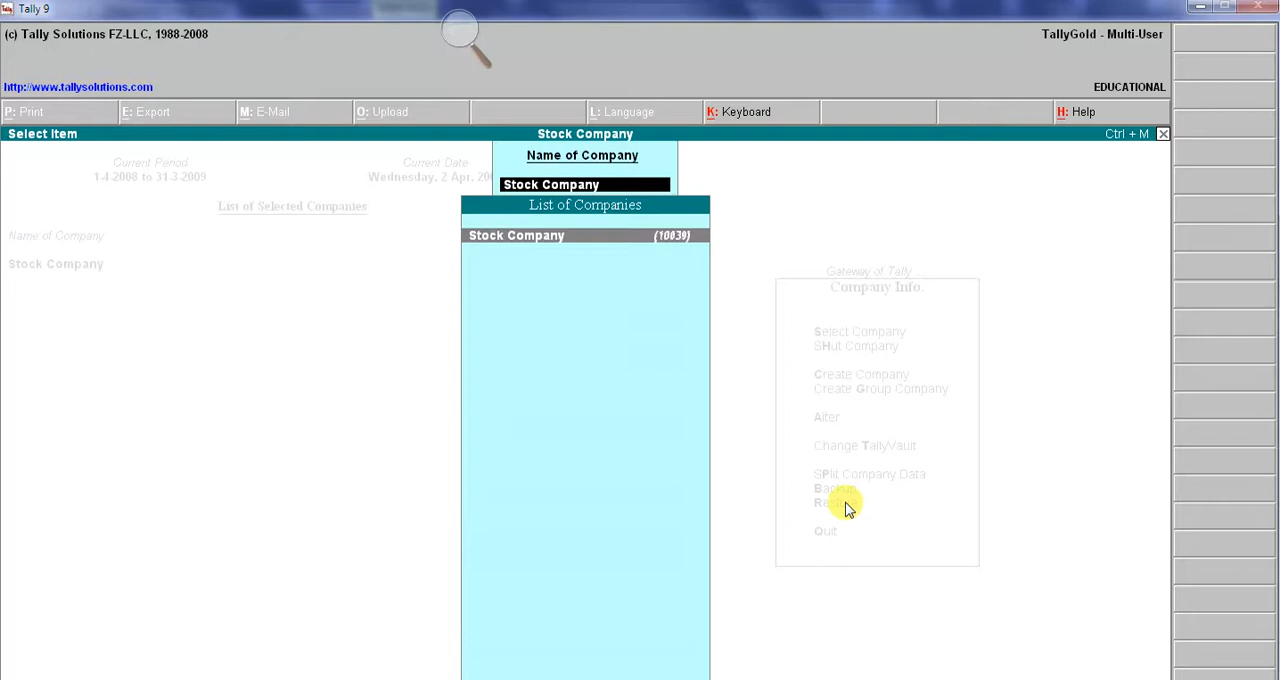 Tally 9
(c) Tally Solutions FZ-LLC, 1988-2008
TallyGold - Multi-User
http://www.tallysolutions.com
EDUCATIONAL
P: Print
E: Export
M: E-Mail
O: Upload
L: Language
K: Keyboard
H: Help
Select Item
Stock Company
Ctrl + M
Current Period
1-4-2008 to 31-3-2009
Current Date
Wednesday, 2 Apr, 200
List of Selected Companies
Name of Company
Stock Company
Name of Company
Stock Company
List of Companies
Stock Company (10039)
Gateway of Tally ...
Company Info.
Select Company
SHut Company
Create Company
Create Group Company
Alter
Change TallyVault
SPlit Company Data
Backup
Restore
Quit